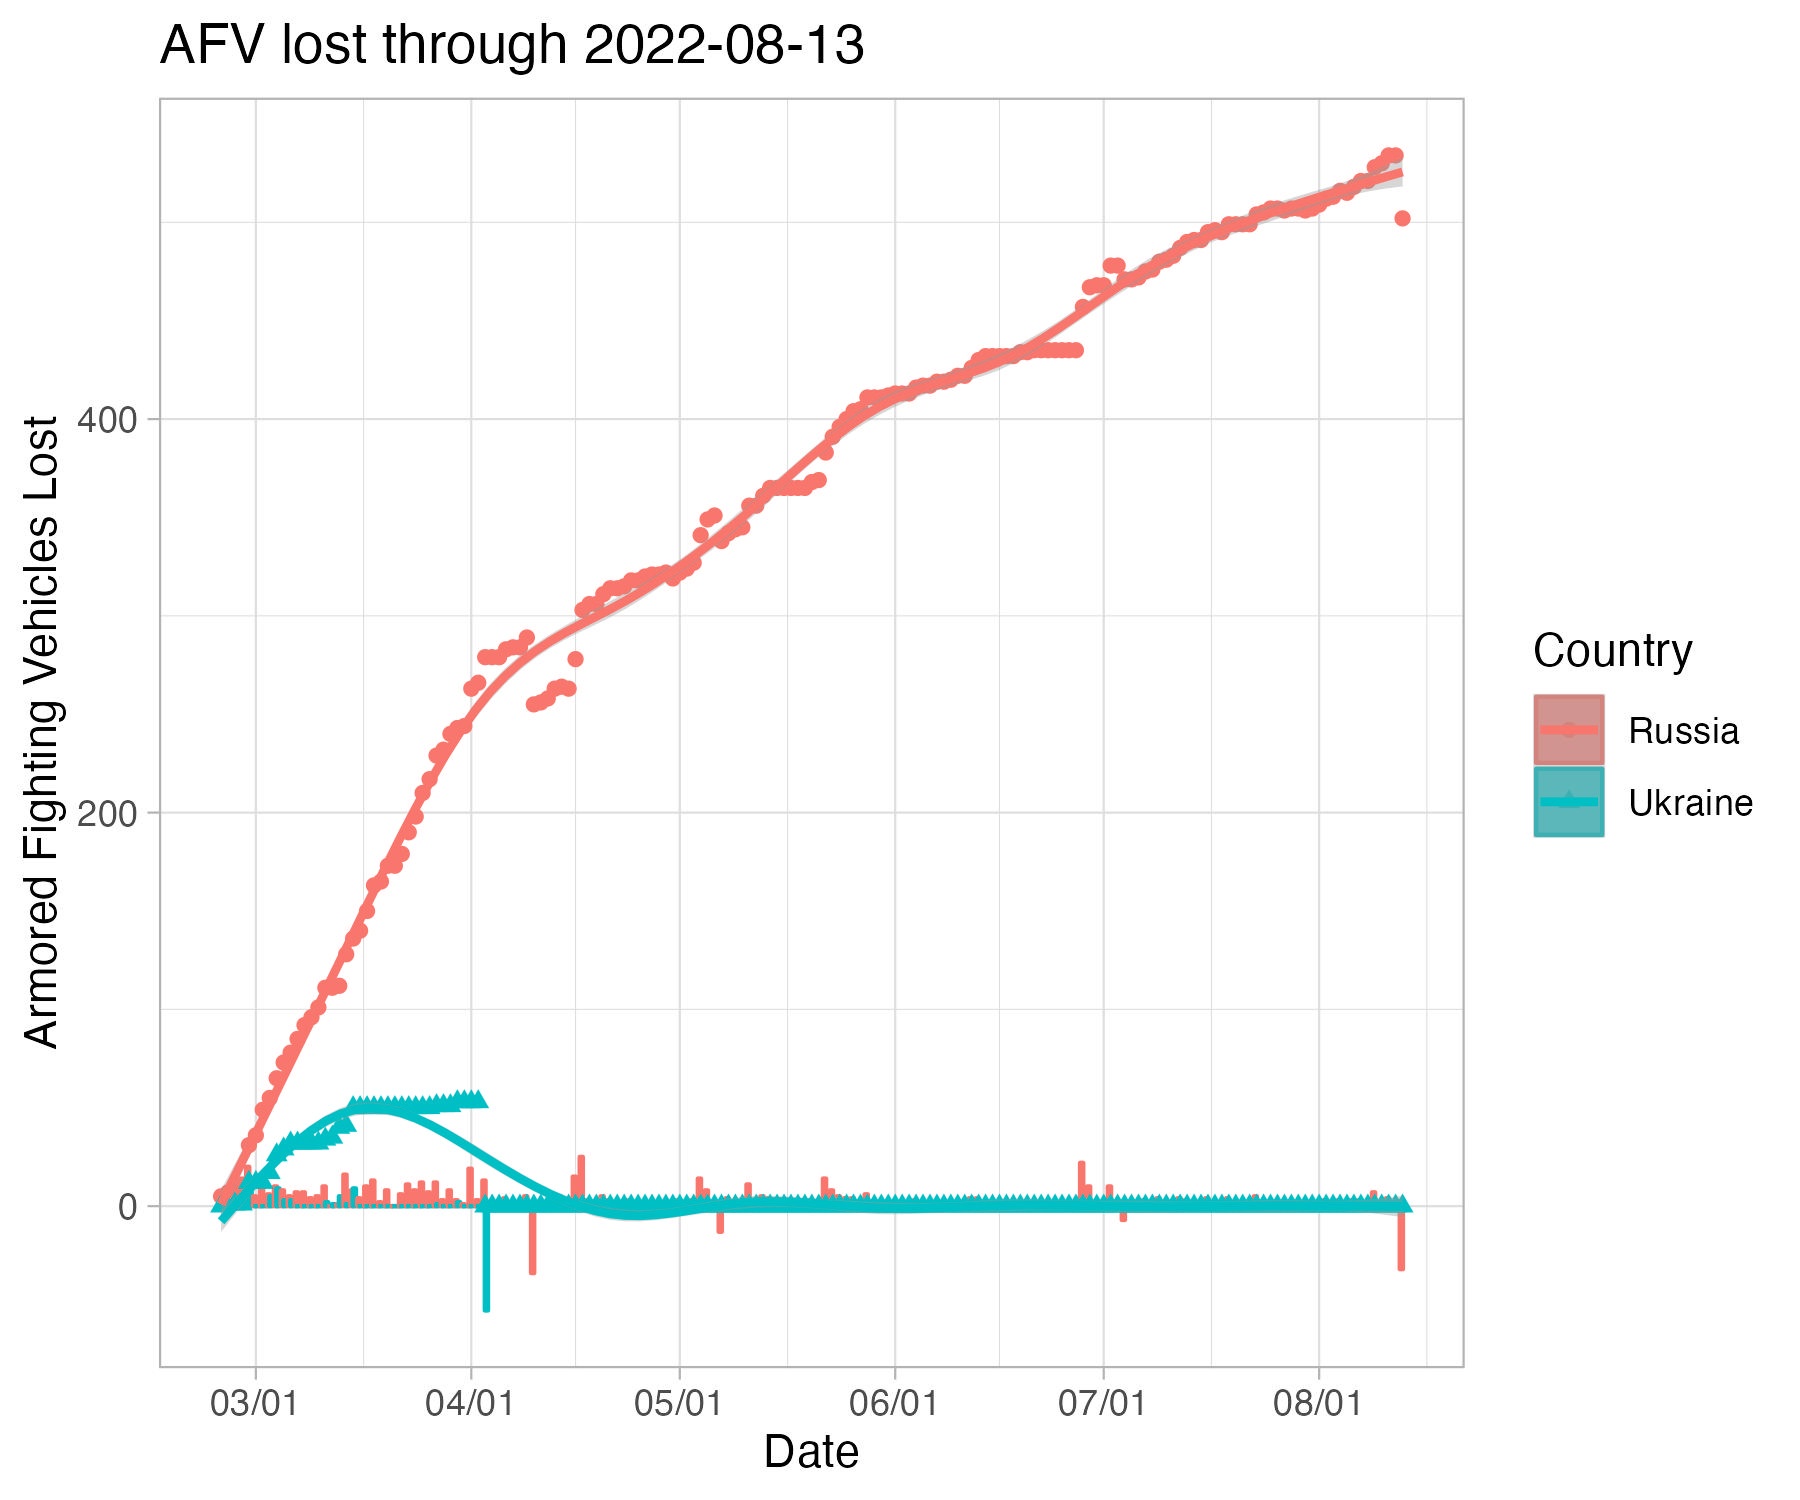 AFV lost through 2022-08-13
Armored Fighting Vehicles Lost
400
200
0
03/01
04/01
05/01
06/01
07/01
08/01
Date
Country
Russia
Ukraine